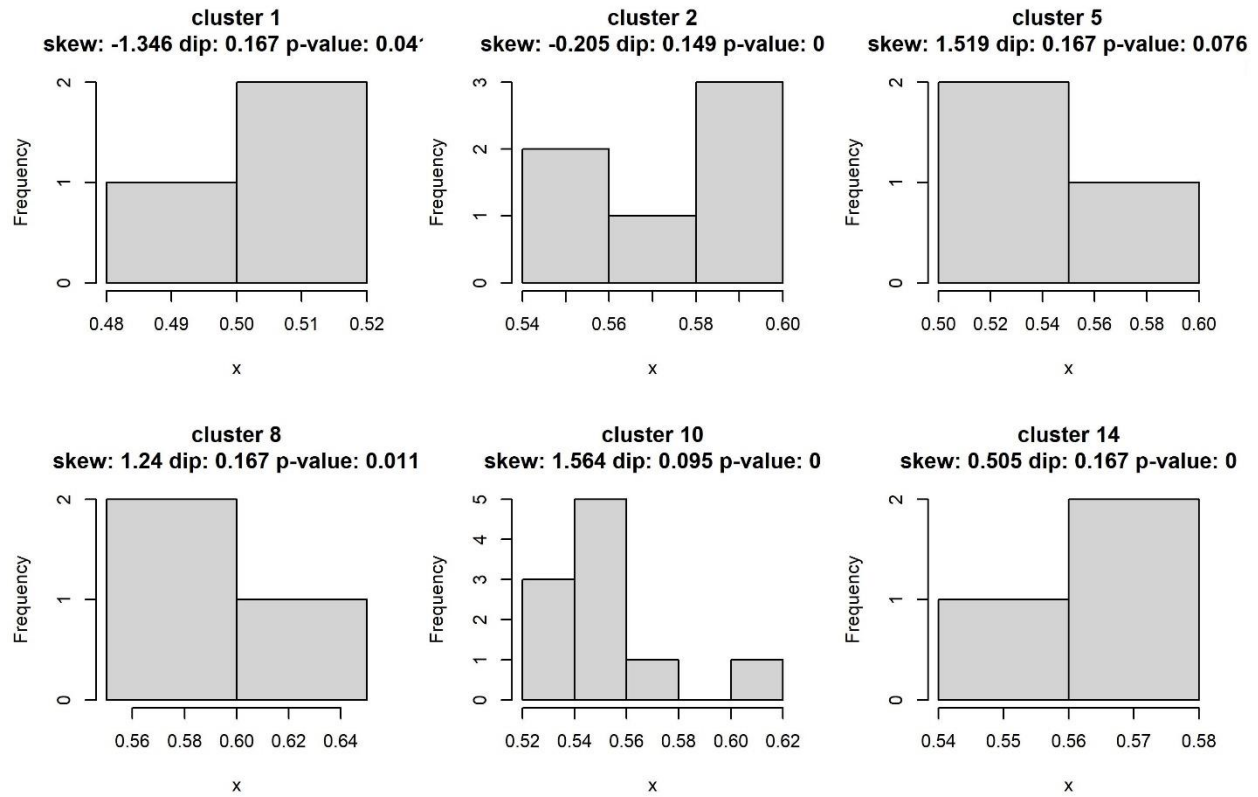 cluster 1
skew: -1.346 dip: 0.167 p-value: 0.04
Frequency
0 1 2
0.48 0.49 0.50 0.51 0.52
x
cluster 2
skew: -0.205 dip: 0.149 p-value: 0
Frequency
0 1 2 3
0.54 0.56 0.58 0.60
x
cluster 5
skew: 1.519 dip: 0.167 p-value: 0.076
Frequency
0 1 2
0.50 0.52 0.54 0.56 0.58 0.60
x
cluster 8
skew: 1.24 dip: 0.167 p-value: 0.011
Frequency
0 1 2
0.56 0.58 0.60 0.62 0.64
x
cluster 10
skew: 1.564 dip: 0.095 p-value: 0
Frequency
0 1 2 3 4 5
0.52 0.54 0.56 0.58 0.60 0.62
x
cluster 14
skew: 0.505 dip: 0.167 p-value: 0
Frequency
0 1 2
0.54 0.55 0.56 0.57 0.58
x